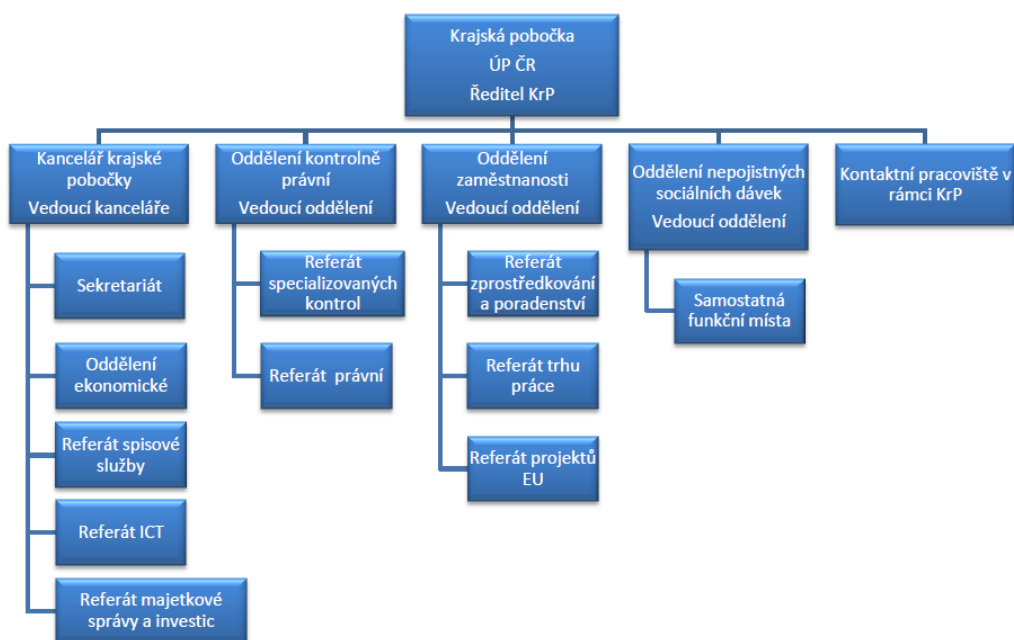 Krajská pobočka
ÚP ČR
Ředitel KrP
Kancelář krajské
pobočky
Vedoucí kanceláře
Oddělení kontrolně
právní
Vedoucí oddělení
Oddělení
zaměstnanosti
Vedoucí oddělení
Oddělení nepojistných
sociálních dávek
Vedoucí oddělení
Kontaktní pracoviště v
rámci KrP
Sekretariát
Oddělení
ekonomické
Referát spisové
služby
Referát ICT
Referát majetkové
správy a investic
Referát
specializovaných
kontrol
Referát právní
Referát
zprostředkování
a poradenství
Referát trhu
práce
Referát projektů
EU
Samostatná
funkční místa